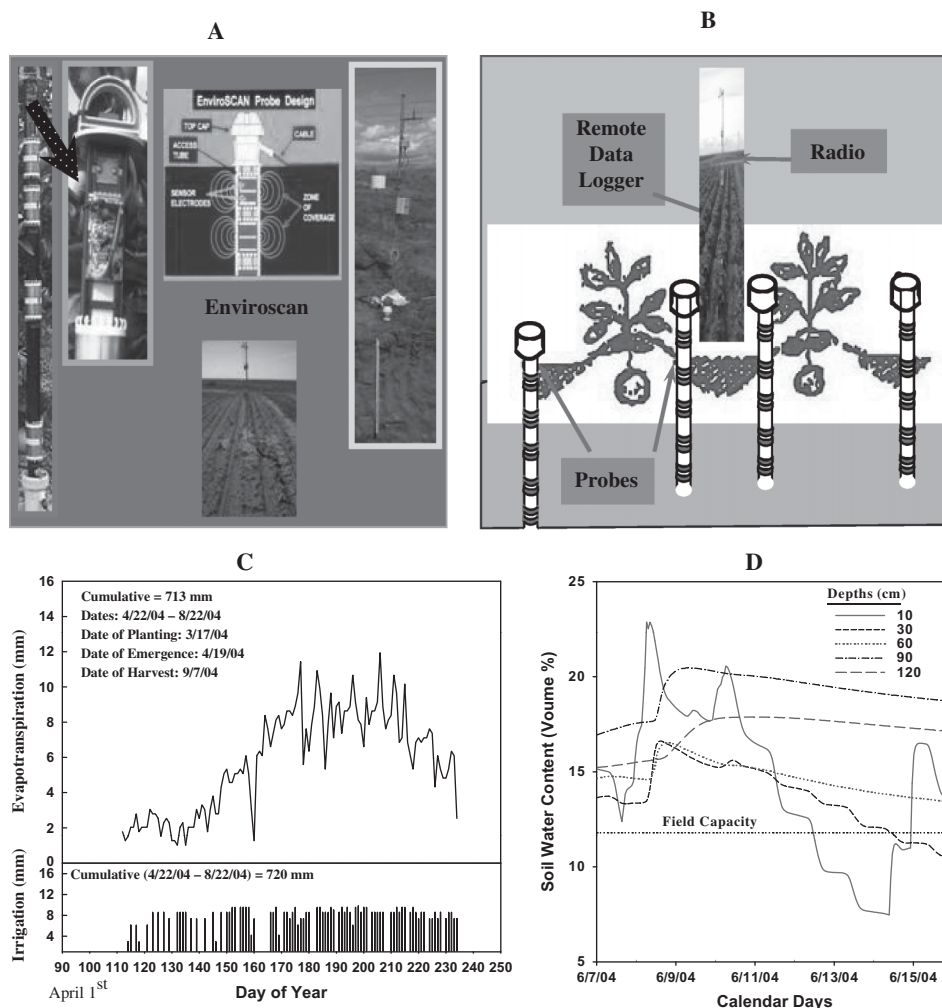 A
EnviroSCAN Probe Design
TOP CAP
CABLE
ACCESS
TUBE
SENSOR
ELECTRODES
ZONE
OF
COVERAGE
Enviroscan
B
Remote
Data
Logger
Radio
Probes
C
Evapotranspiration (mm)
16
14
12
10
8
6
4
2
0
Cumulative = 713 mm
Dates: 4/22/04 – 8/22/04
Date of Planting: 3/17/04
Date of Emergence: 4/19/04
Date of Harvest: 9/7/04
Irrigation (mm)
16
12
8
4
Cumulative (4/22/04 – 8/22/04) = 720 mm
90 100 110 120 130 140 150 160 170 180 190 200 210 220 230 240 250
April 1st
Day of Year
D
Soil Water Content (Voume %)
25
20
15
10
5
Depths (cm)
10
30
60
90
120
Field Capacity
6/7/04 6/9/04 6/11/04 6/13/04 6/15/04
Calendar Days